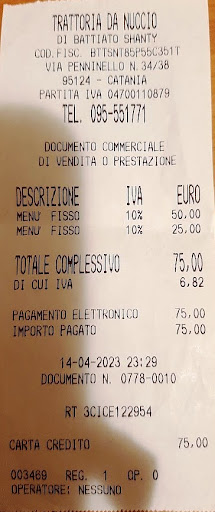 TRATTORIA DA NUCCIO
DI BATTIATO SHANTY
COD.FISC. BTTSNT85P55C351T
VIA PENNINELLO N.34/38
95124 - CATANIA
PARTITA IVA 04700110879
TEL. 095-551771
DOCUMENTO COMMERCIALE
DI VENDITA O PRESTAZIONE
DESCRIZIONE IVA EURO
MENU' FISSO 10% 50,00
MENU' FISSO 10% 25,00
TOTALE COMPLESSIVO 75,00
DI CUI IVA 6,82
PAGAMENTO ELETTRONICO 75,00
IMPORTO PAGATO 75,00
14-04-2023 23:29
DOCUMENTO N. 0778-0010
RT 3CICE122954
CARTA CREDITO 75,00
003469 REG. 1 OP. 0
OPERATORE: NESSUNO